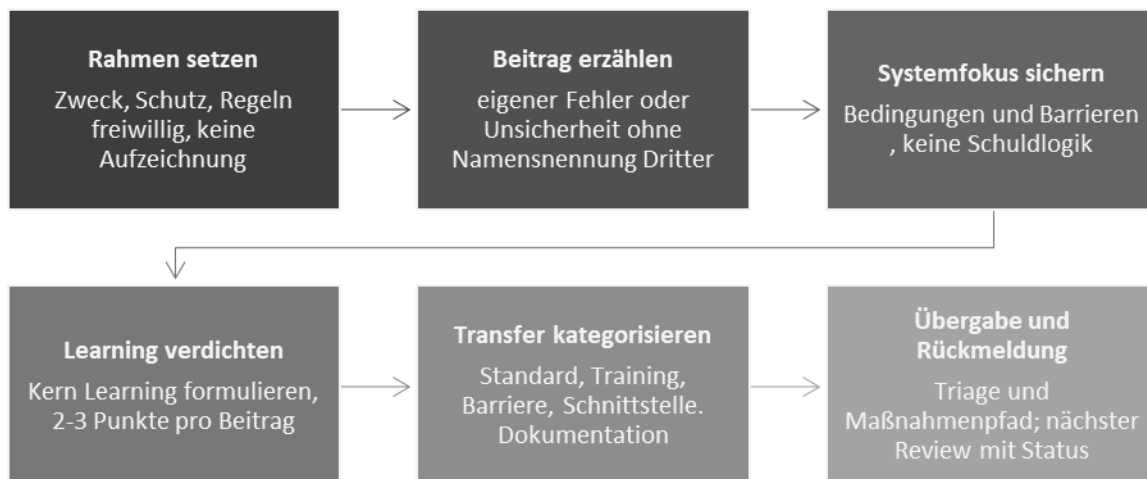 Rahmen setzen
Zweck, Schutz, Regeln
freiwillig, keine
Aufzeichnung
Beitrag erzählen
eigener Fehler oder
Unsicherheit ohne
Namensnennung Dritter
Systemfokus sichern
Bedingungen und Barrieren
, keine Schuldlogik
Learning verdichten
Kern Learning formulieren,
2-3 Punkte pro Beitrag
Transfer kategorisieren
Standard, Training,
Barriere, Schnittstelle.
Dokumentation
Übergabe und
Rückmeldung
Triage und
Maßnahmenpfad; nächster
Review mit Status